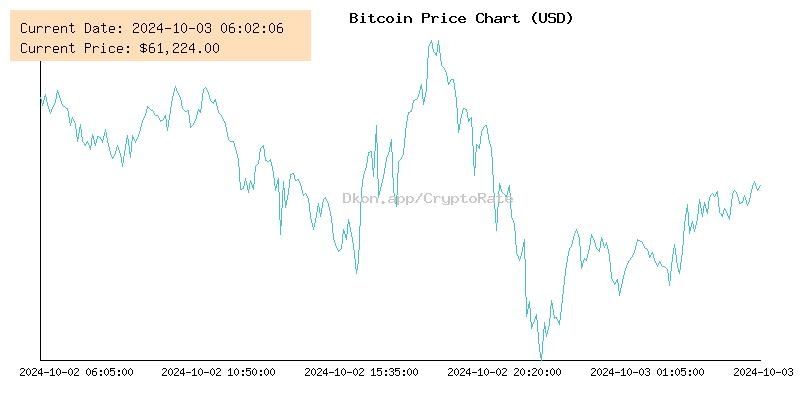 Bitcoin Price Chart (USD)
Current Date: 2024-10-03 06:02:06
Current Price: $61,224.00
Dkon.app/CryptoRate
2024-10-02 06:05:00 2024-10-02 10:50:00 2024-10-02 15:35:00 2024-10-02 20:20:00 2024-10-03 01:05:00 2024-10-03